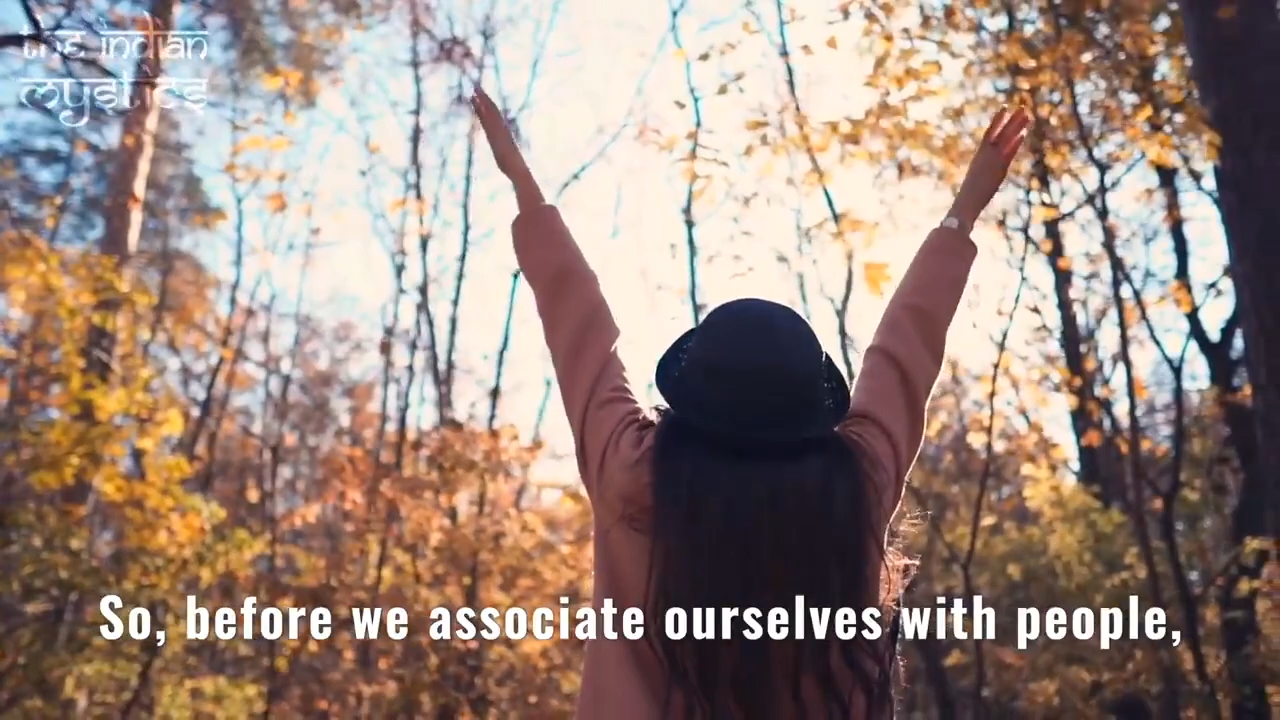 the indian
mystics
So, before we associate ourselves with people,